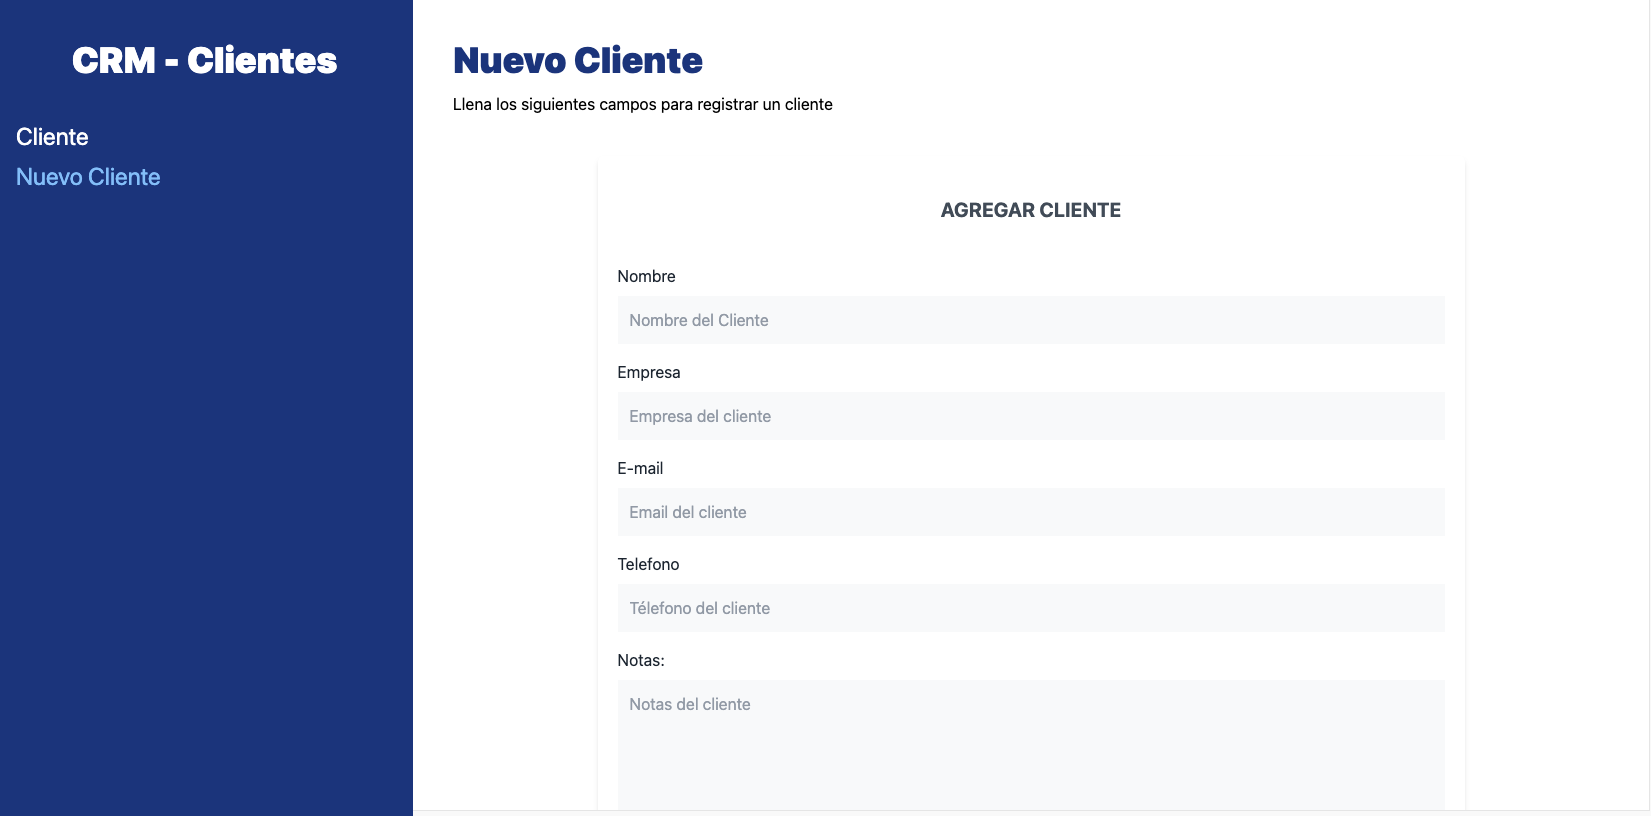 CRM - Clientes
Cliente
Nuevo Cliente
Nuevo Cliente
Llena los siguientes campos para registrar un cliente
AGREGAR CLIENTE
Nombre
Nombre del Cliente
Empresa
Empresa del cliente
E-mail
Email del cliente
Telefono
Télefono del cliente
Notas:
Notas del cliente